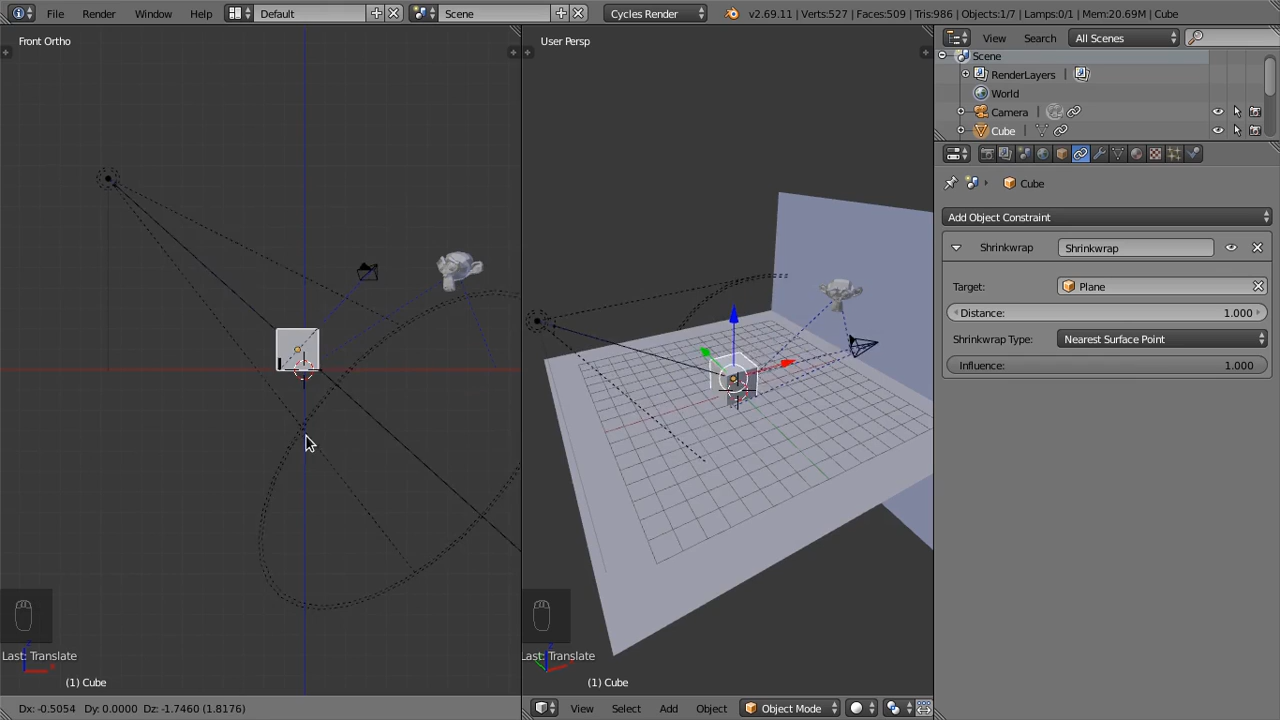 File Render Window Help Default Scene Cycles Render v2.69.11 | Verts:527 | Faces:509 | Tris:986 | Objects:1/7 | Lamps:0/1 | Mem:20.69M | Cube
Front Ortho
User Persp
View Search All Scenes
Scene
RenderLayers
World
Camera
Cube
Cube
Add Object Constraint
Shrinkwrap Shrinkwrap
Target: Plane
Distance: 1.000
Shrinkwrap Type: Nearest Surface Point
Influence: 1.000
Last: Translate
(1) Cube
Last: Translate
(1) Cube
Dx: -0.5054 Dy: 0.0000 Dz: -1.7460 (1.8176)
View Select Add Object Object Mode